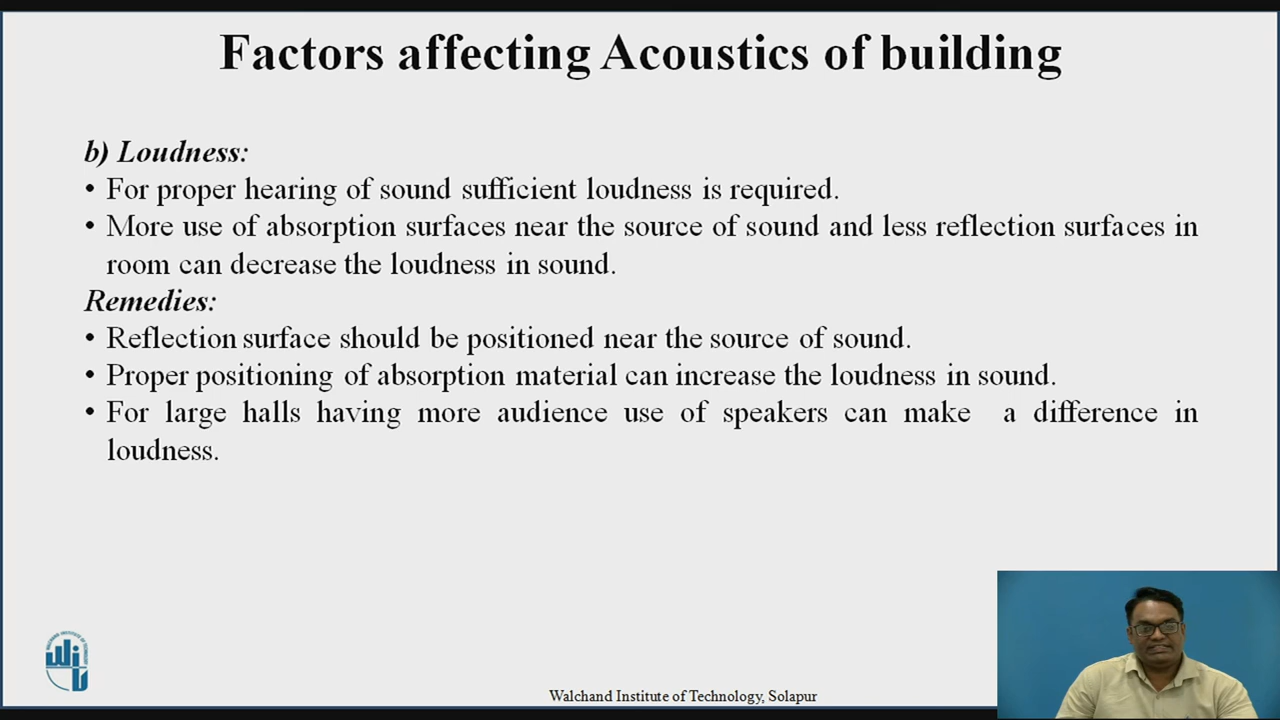 Factors affecting Acoustics of building
b) Loudness:
• For proper hearing of sound sufficient loudness is required.
• More use of absorption surfaces near the source of sound and less reflection surfaces in
room can decrease the loudness in sound.
Remedies:
• Reflection surface should be positioned near the source of sound.
• Proper positioning of absorption material can increase the loudness in sound.
• For large halls having more audience use of speakers can make a difference in
loudness.
Walchand Institute of Technology, Solapur